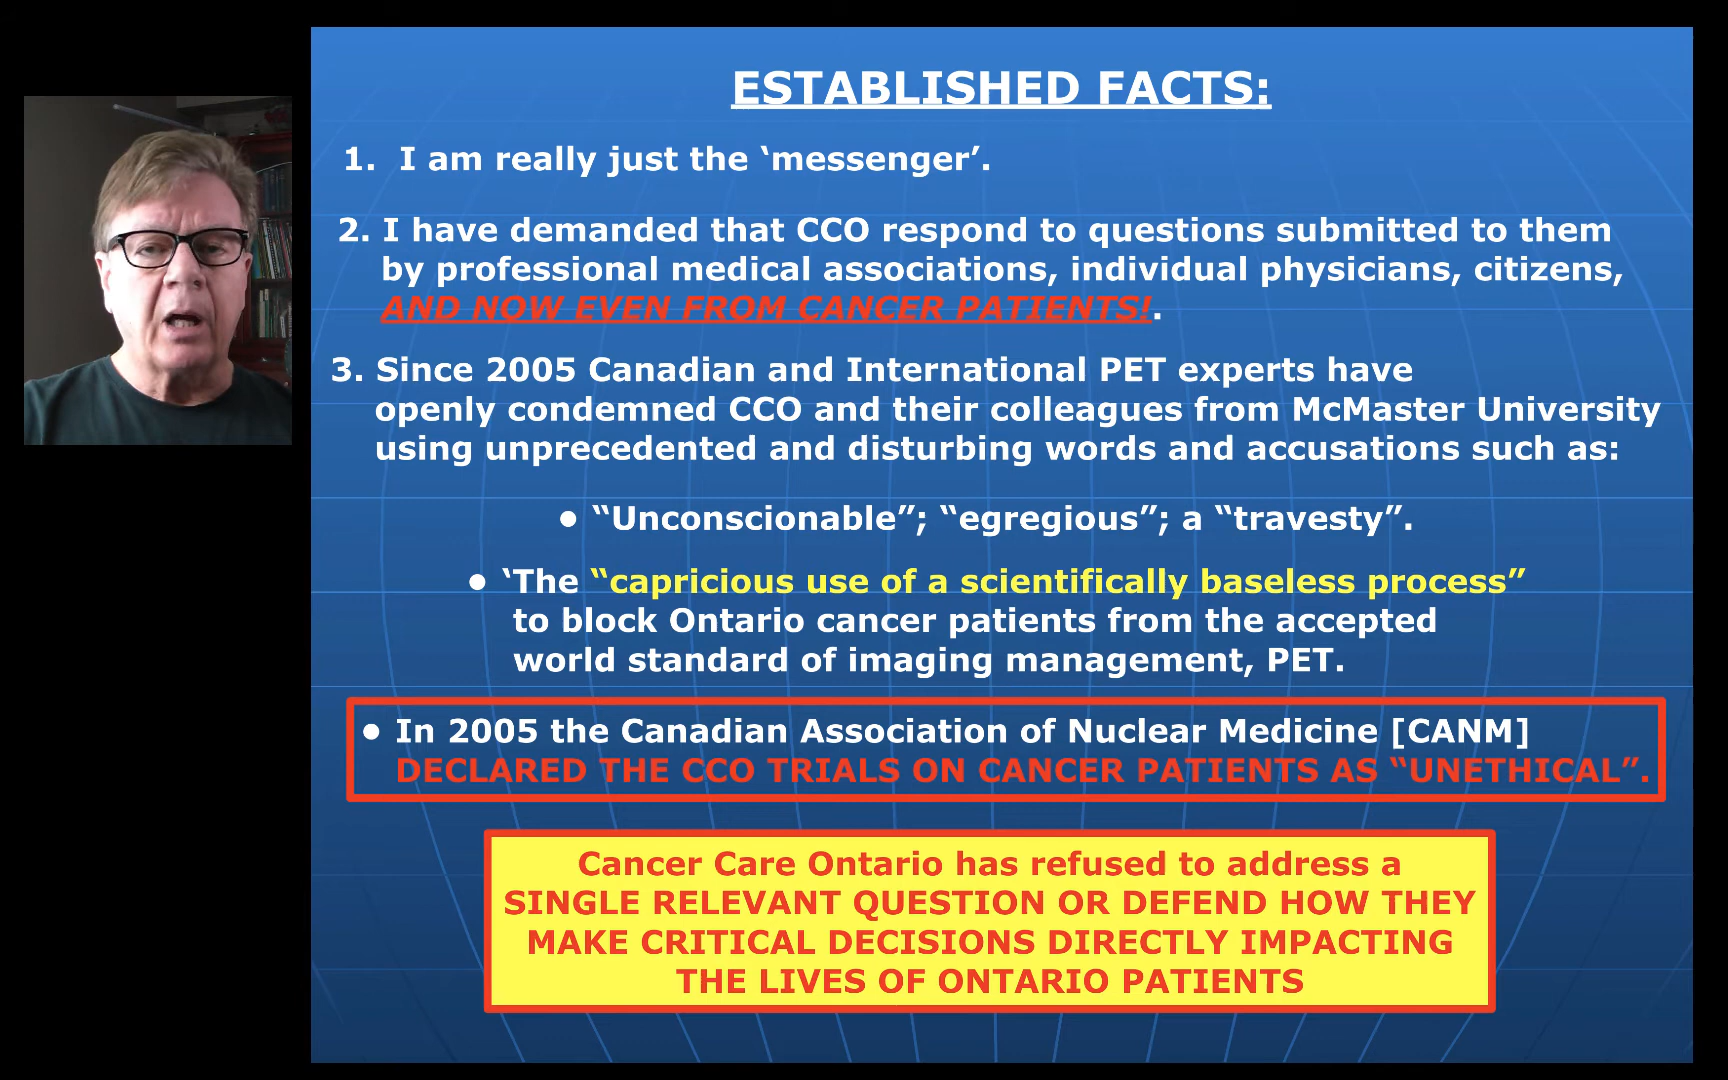 ESTABLISHED FACTS:
1. I am really just the ‘messenger’.
2. I have demanded that CCO respond to questions submitted to them
by professional medical associations, individual physicians, citizens,
AND NOW EVEN FROM CANCER PATIENTS!.
3. Since 2005 Canadian and International PET experts have
openly condemned CCO and their colleagues from McMaster University
using unprecedented and disturbing words and accusations such as:
• “Unconscionable”; “egregious”; a “travesty”.
• ‘The “capricious use of a scientifically baseless process”
to block Ontario cancer patients from the accepted
world standard of imaging management, PET.
• In 2005 the Canadian Association of Nuclear Medicine [CANM]
DECLARED THE CCO TRIALS ON CANCER PATIENTS AS “UNETHICAL”.
Cancer Care Ontario has refused to address a
SINGLE RELEVANT QUESTION OR DEFEND HOW THEY
MAKE CRITICAL DECISIONS DIRECTLY IMPACTING
THE LIVES OF ONTARIO PATIENTS